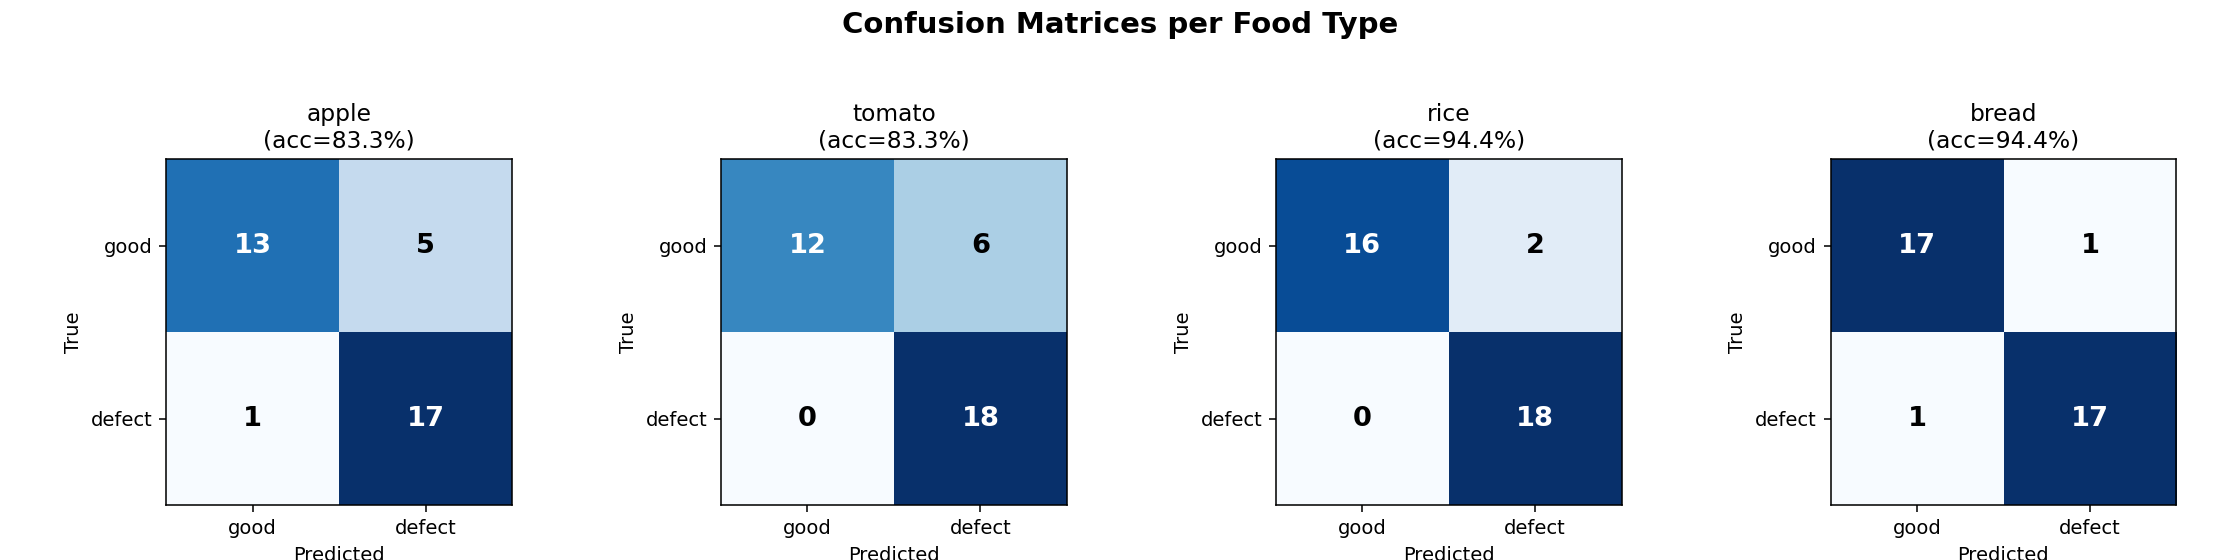 Confusion Matrices per Food Type
apple
(acc=83.3%)
good
13
5
True
defect
1
17
good
defect
Predicted
tomato
(acc=83.3%)
good
12
6
True
defect
0
18
good
defect
Predicted
rice
(acc=94.4%)
good
16
2
True
defect
0
18
good
defect
Predicted
bread
(acc=94.4%)
good
17
1
True
defect
1
17
good
defect
Predicted